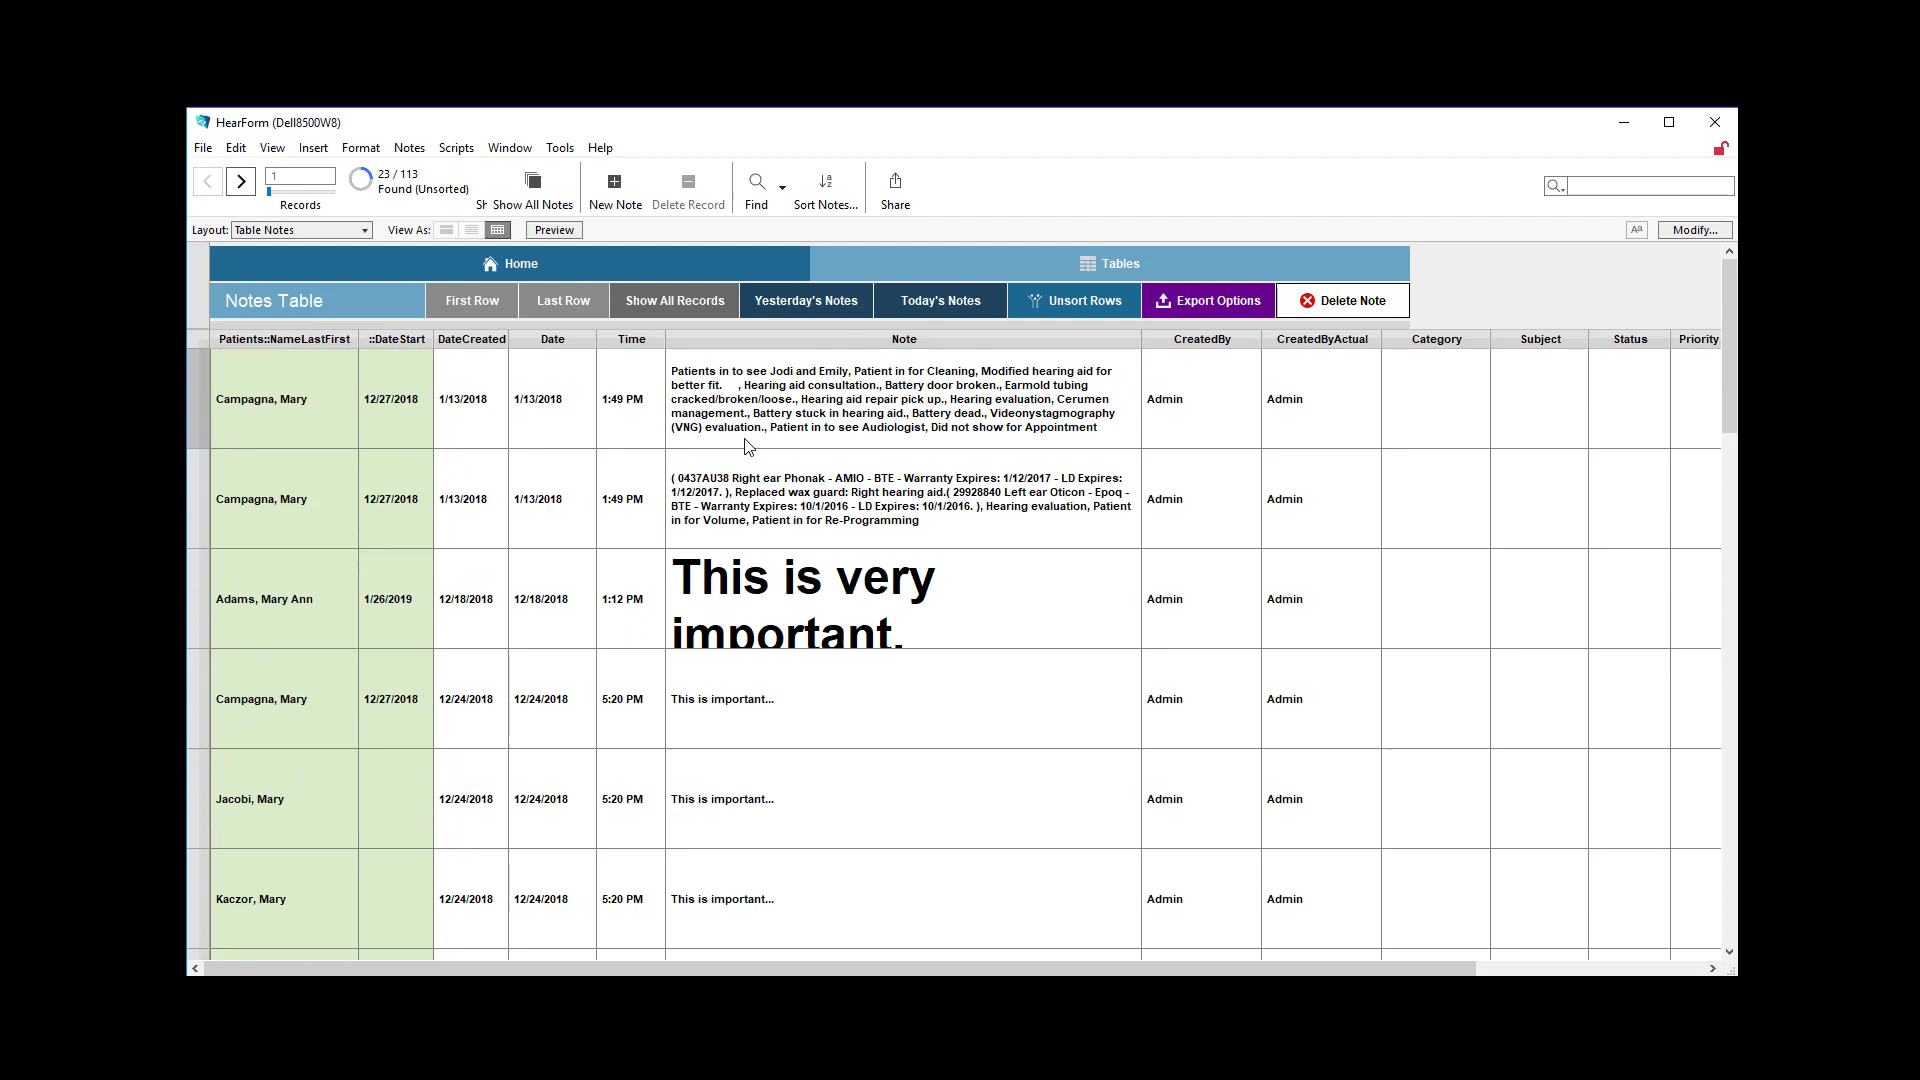 HearForm (Dell8500W8)
File Edit View Insert Format Notes Scripts Window Tools Help
1
23 / 113
Found (Unsorted)
Records
Sh Show All Notes New Note Delete Record Find Sort Notes... Share
Layout: Table Notes View As: Preview Aa Modify...
Home Tables
Notes Table First Row Last Row Show All Records Yesterday's Notes Today's Notes Unsort Rows Export Options Delete Note
Patients::NameLastFirst ::DateStart DateCreated Date Time Note CreatedBy CreatedByActual Category Subject Status Priority
Campagna, Mary 12/27/2018 1/13/2018 1/13/2018 1:49 PM Admin Admin
Patients in to see Jodi and Emily, Patient in for Cleaning, Modified hearing aid for
better fit. , Hearing aid consultation., Battery door broken., Earmold tubing
cracked/broken/loose., Hearing aid repair pick up., Hearing evaluation, Cerumen
management., Battery stuck in hearing aid., Battery dead., Videonystagmography
(VNG) evaluation., Patient in to see Audiologist, Did not show for Appointment
Campagna, Mary 12/27/2018 1/13/2018 1/13/2018 1:49 PM Admin Admin
( 0437AU38 Right ear Phonak - AMIO - BTE - Warranty Expires: 1/12/2017 - LD Expires:
1/12/2017. ), Replaced wax guard: Right hearing aid.( 29928840 Left ear Oticon - Epoq -
BTE - Warranty Expires: 10/1/2016 - LD Expires: 10/1/2016. ), Hearing evaluation, Patient
in for Volume, Patient in for Re-Programming
Adams, Mary Ann 1/26/2019 12/18/2018 12/18/2018 1:12 PM Admin Admin
This is very
important.
Campagna, Mary 12/27/2018 12/24/2018 12/24/2018 5:20 PM This is important... Admin Admin
Jacobi, Mary 12/24/2018 12/24/2018 5:20 PM This is important... Admin Admin
Kaczor, Mary 12/24/2018 12/24/2018 5:20 PM This is important... Admin Admin